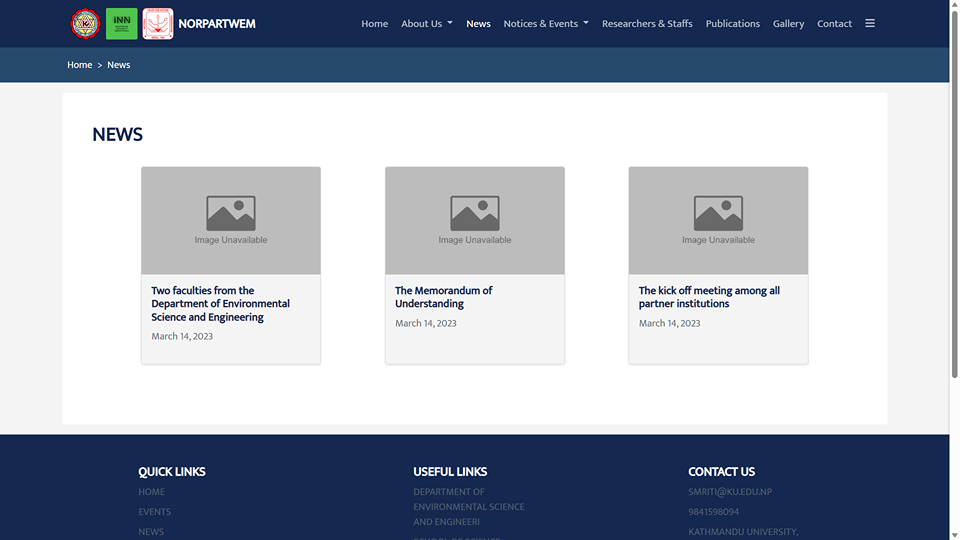 iNN
NORPARTWEM
Home
About Us
News
Notices & Events
Researchers & Staffs
Publications
Gallery
Contact
Home > News
NEWS
Image Unavailable
Two faculties from the
Department of Environmental
Science and Engineering
March 14, 2023
Image Unavailable
The Memorandum of
Understanding
March 14, 2023
Image Unavailable
The kick off meeting among all
partner institutions
March 14, 2023
QUICK LINKS
HOME
EVENTS
NEWS
USEFUL LINKS
DEPARTMENT OF
ENVIRONMENTAL SCIENCE
AND ENGINEERI
SCHOOL OF SCIENCE
CONTACT US
SMRITI@KU.EDU.NP
9841598094
KATHMANDU UNIVERSITY,